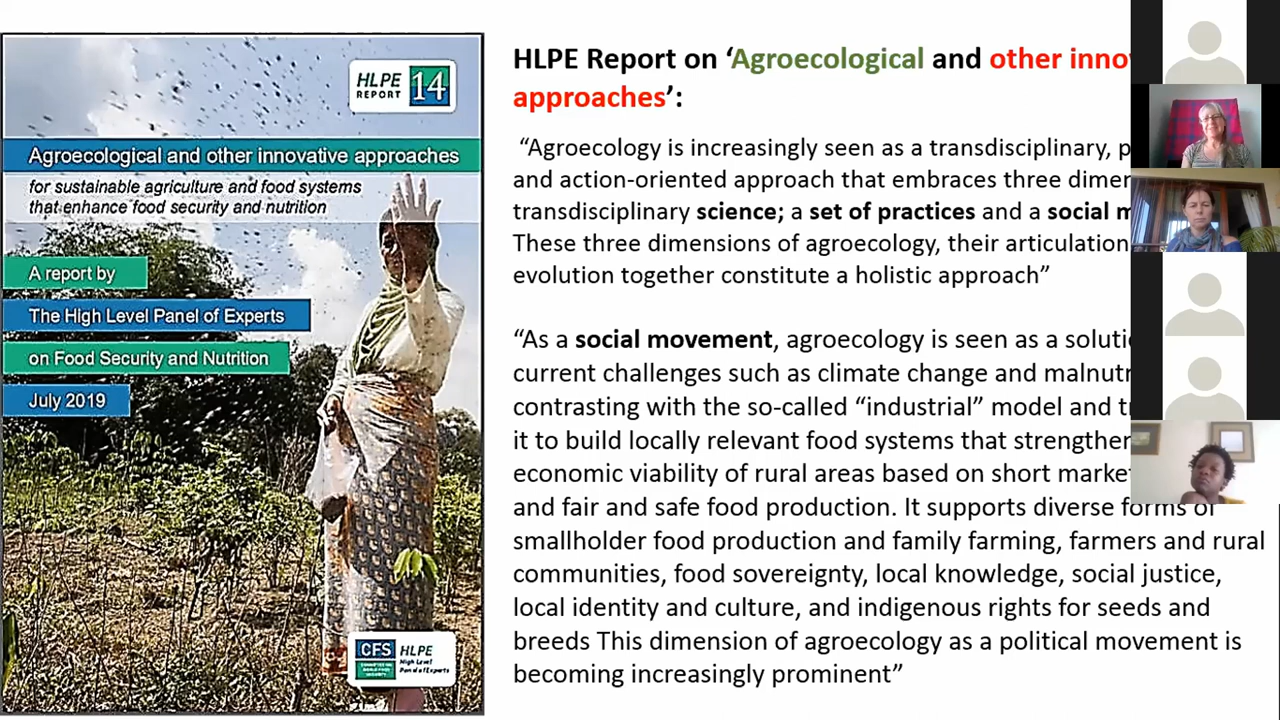 HLPE
REPORT 14
Agroecological and other innovative approaches
for sustainable agriculture and food systems
that enhance food security and nutrition
A report by
The High Level Panel of Experts
on Food Security and Nutrition
July 2019
CFS HLPE
High Level
Panel of Experts
HLPE Report on ‘Agroecological and other inno
approaches’:
“Agroecology is increasingly seen as a transdisciplinary, p
and action-oriented approach that embraces three dimen
transdisciplinary science; a set of practices and a social m
These three dimensions of agroecology, their articulation
evolution together constitute a holistic approach”
“As a social movement, agroecology is seen as a soluti
current challenges such as climate change and malnut
contrasting with the so-called “industrial” model and t
it to build locally relevant food systems that strengthen
economic viability of rural areas based on short market
and fair and safe food production. It supports diverse forms of
smallholder food production and family farming, farmers and rural
communities, food sovereignty, local knowledge, social justice,
local identity and culture, and indigenous rights for seeds and
breeds This dimension of agroecology as a political movement is
becoming increasingly prominent”